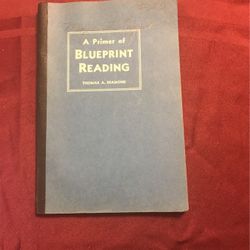 A Primer of
BLUEPRINT
READING
THOMAS A. DIAMOND